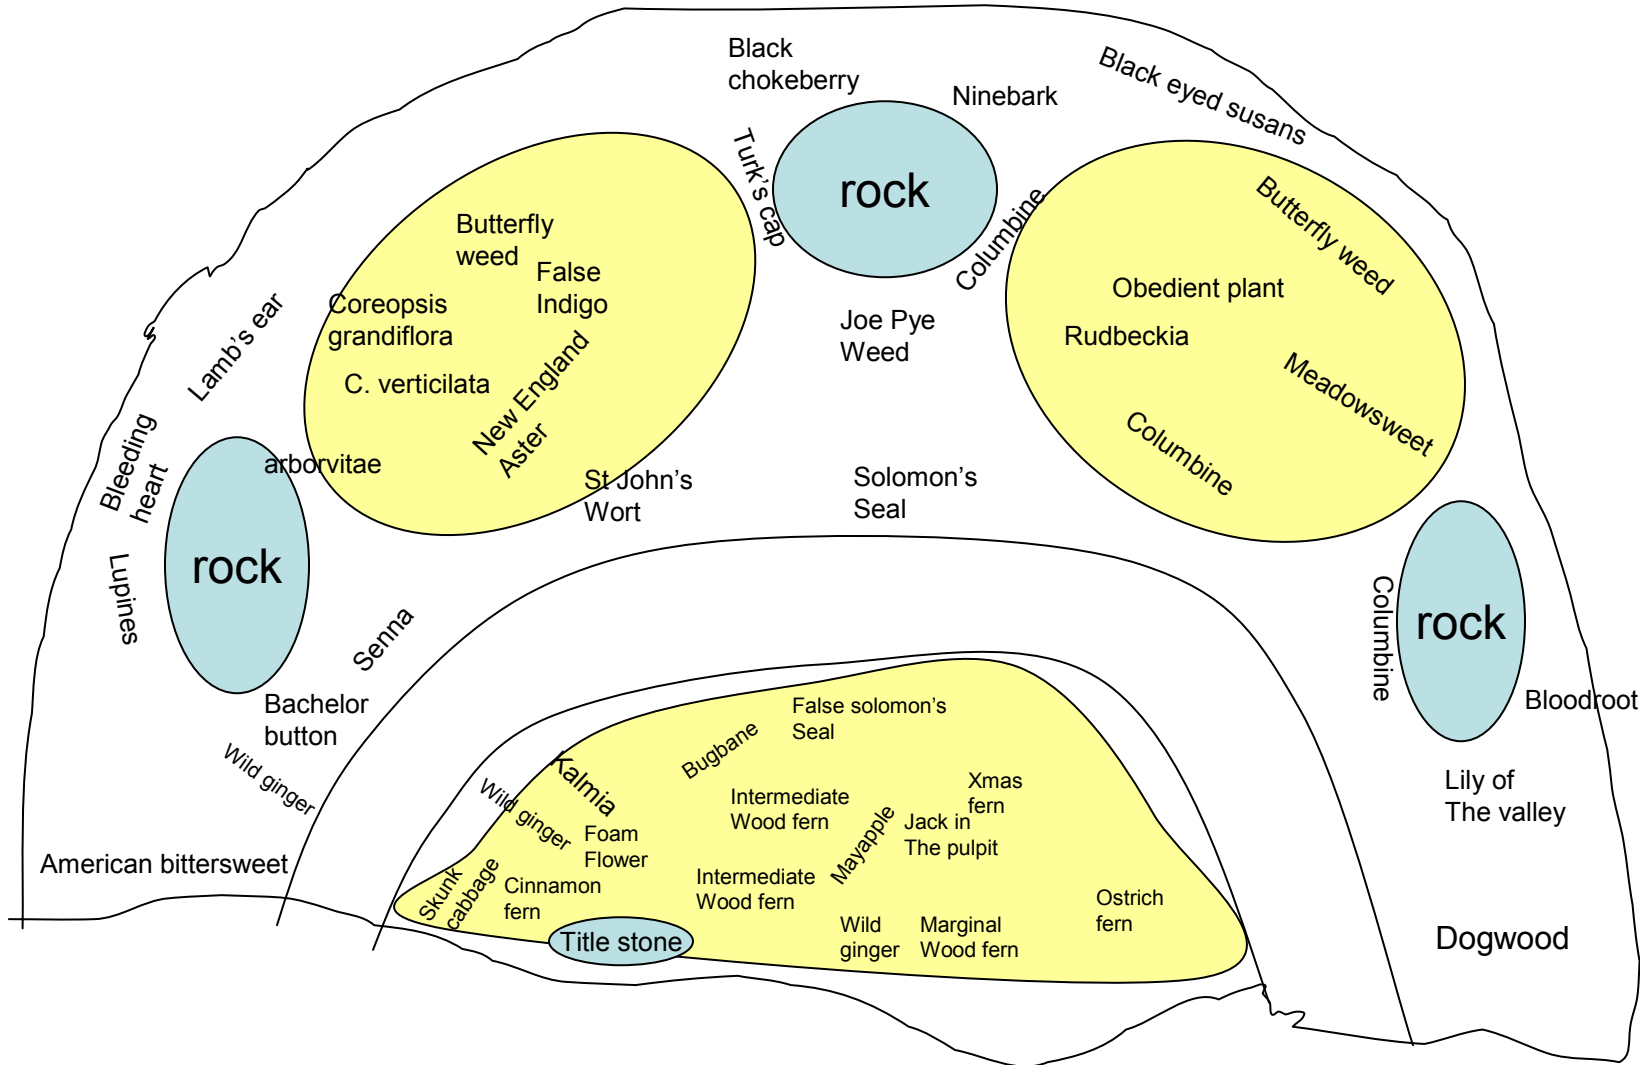 Black
chokeberry
Ninebark
Black eyed susans
Turk's cap
rock
Columbine
Butterfly
weed
False
Indigo
Coreopsis
grandiflora
C. verticilata
New England
Aster
Lamb's ear
arborvitae
St John's
Wort
Joe Pye
Weed
Solomon's
Seal
Butterfly weed
Obedient plant
Rudbeckia
Meadowsweet
Columbine
Bleeding
heart
Lupines
rock
Senna
Bachelor
button
Wild ginger
American bittersweet
Columbine
rock
Bloodroot
Lily of
The valley
Dogwood
False solomon's
Seal
Bugbane
Kalmia
Wild ginger
Foam
Flower
Intermediate
Wood fern
Xmas
fern
Mayapple
Jack in
The pulpit
Skunk
cabbage
Cinnamon
fern
Intermediate
Wood fern
Wild
ginger
Marginal
Wood fern
Ostrich
fern
Title stone